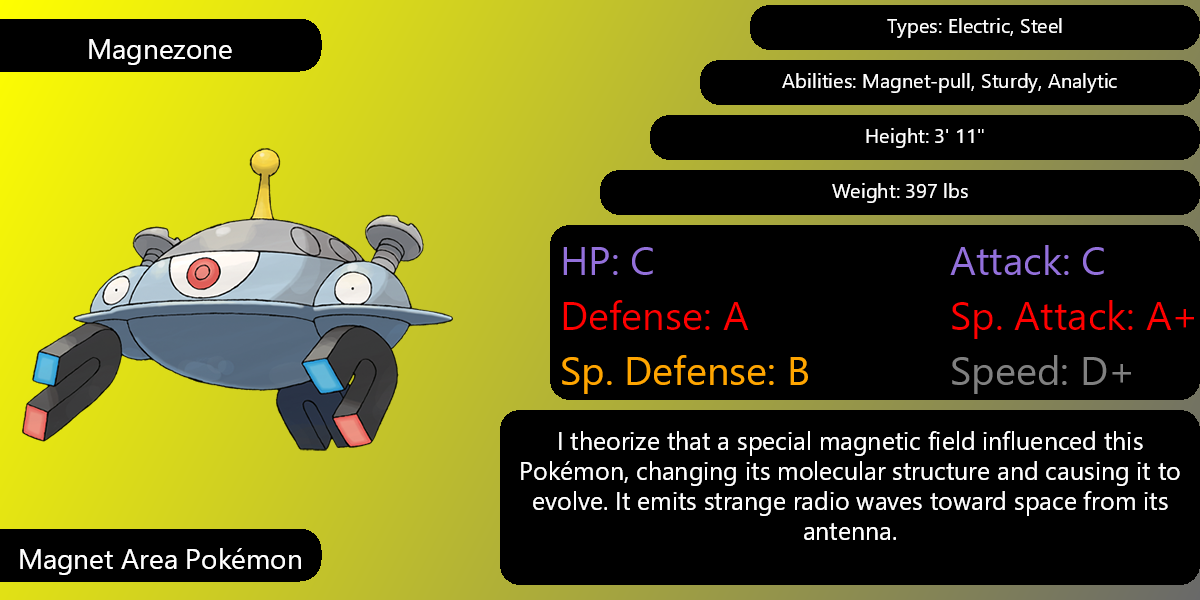 Magnezone
Types: Electric, Steel
Abilities: Magnet-pull, Sturdy, Analytic
Height: 3' 11"
Weight: 397 lbs
HP: C
Attack: C
Defense: A
Sp. Attack: A+
Sp. Defense: B
Speed: D+
I theorize that a special magnetic field influenced this
Pokémon, changing its molecular structure and causing it to
evolve. It emits strange radio waves toward space from its
antenna.
Magnet Area Pokémon